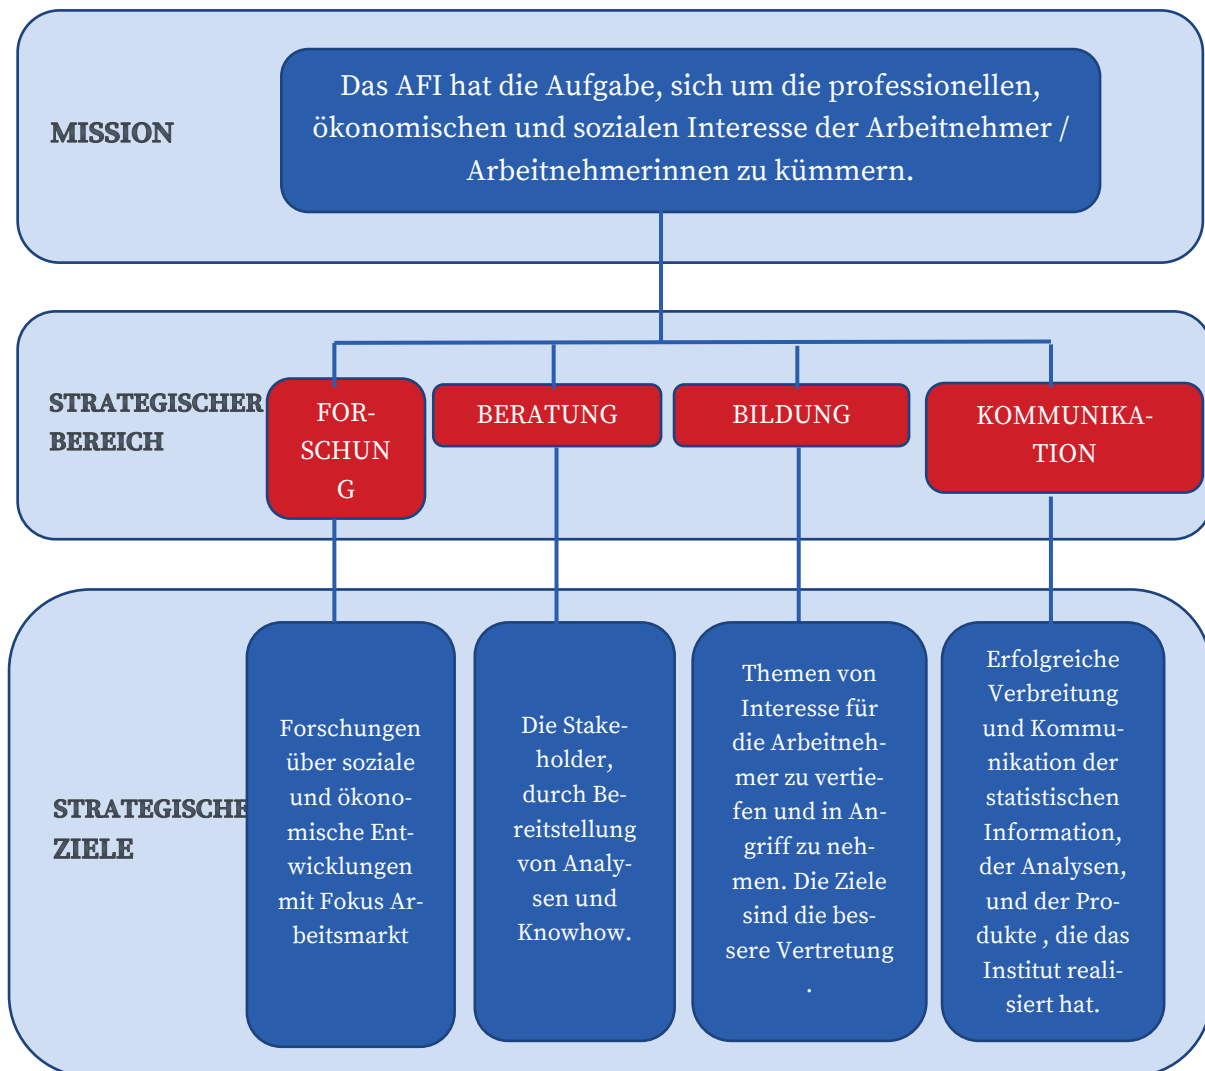 MISSION
Das AFI hat die Aufgabe, sich um die professionellen,
ökonomischen und sozialen Interesse der Arbeitnehmer /
Arbeitnehmerinnen zu kümmern.
STRATEGISCHER
BEREICH
FOR-
SCHUN
G
BERATUNG
BILDUNG
KOMMUNIKA-
TION
STRATEGISCHE
ZIELE
Forschungen
über soziale
und ökono-
mische Ent-
wicklungen
mit Fokus Ar-
beitsmarkt
Die Stake-
holder,
durch Be-
reitstellung
von Analy-
sen und
Knowhow.
Themen von
Interesse für
die Arbeitneh-
mer zu vertie-
fen und in An-
griff zu neh-
men. Die Ziele
sind die bes-
sere Vertretung
.
Erfolgreiche
Verbreitung
und Kommu-
nikation der
statistischen
Information,
der Analysen,
und der Pro-
dukte , die das
Institut reali-
siert hat.